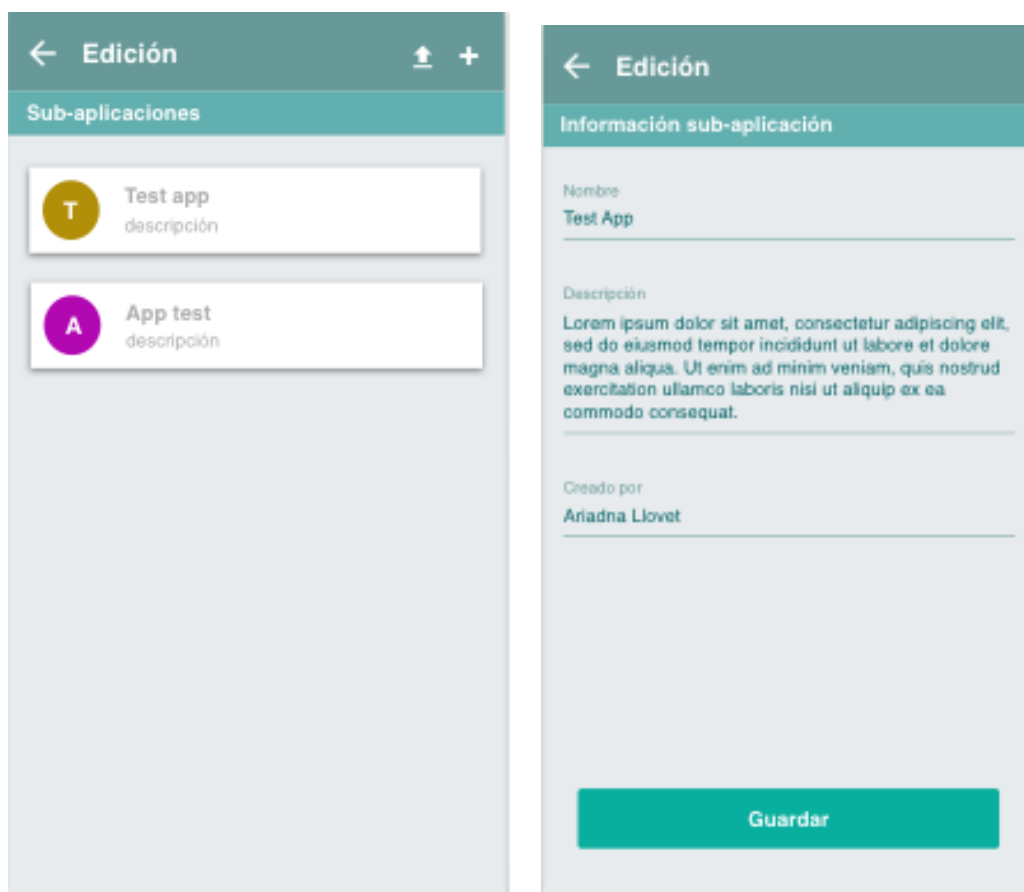 Edición
Sub-aplicaciones
T
Test app
descripción
A
App test
descripción
Edición
Información sub-aplicación
Nombre
Test App
Descripción
Lorem ipsum dolor sit amet, consectetur adipiscing elit,
sed do eiusmod tempor incididunt ut labore et dolore
magna aliqua. Ut enim ad minim veniam, quis nostrud
exercitation ullamco laboris nisi ut aliquip ex ea
commodo consequat.
Creado por
Ariadna Llovet
Guardar